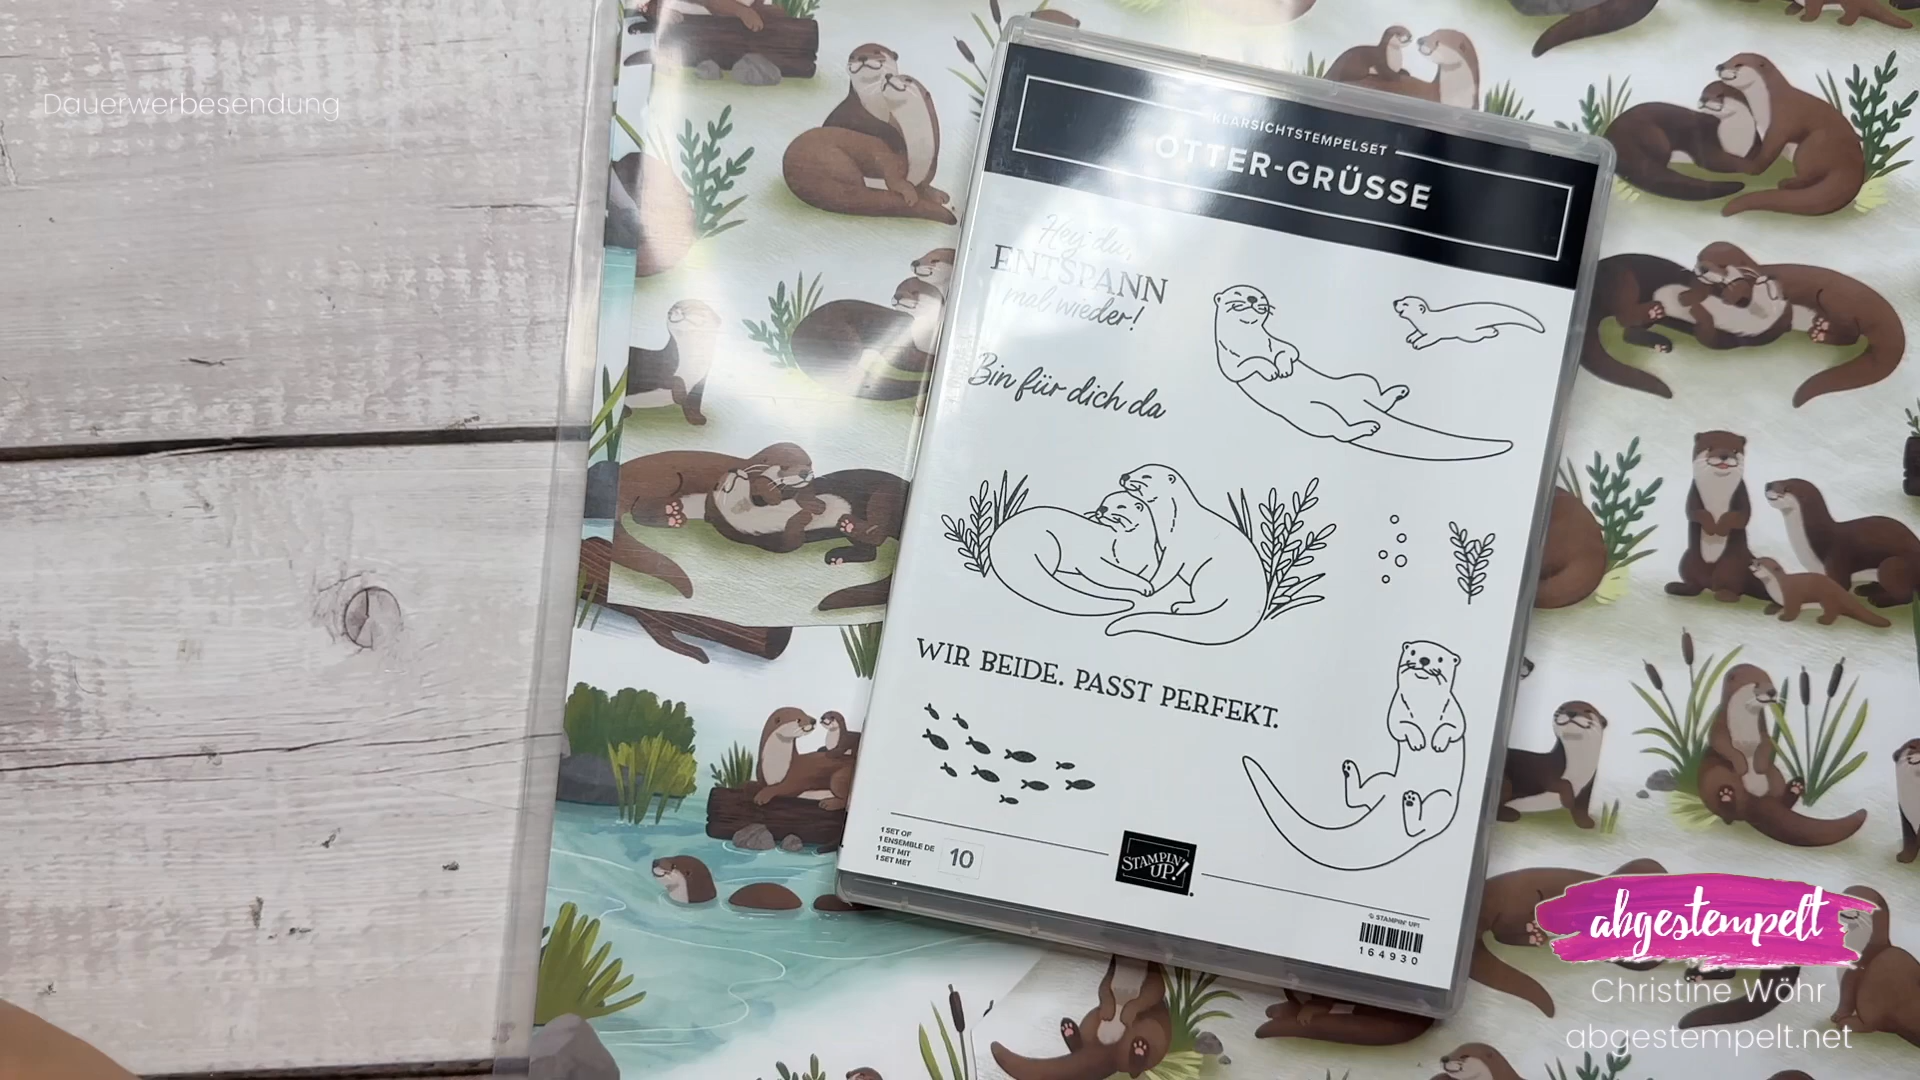 Dauerwerbesendung
KLARSICHTSTEMPELSET
OTTER-GRÜSSE
Hey du,
ENTSPANN
mal wieder!
Bin für dich da
WIR BEIDE. PASST PERFEKT.
1 SET OF
1 ENSEMBLE DE
1 SET MIT
1 SET MET
10
STAMPIN' UP!
© STAMPIN' UP!
164930
abgestempelt
Christine Wöhr
abgestempelt.net